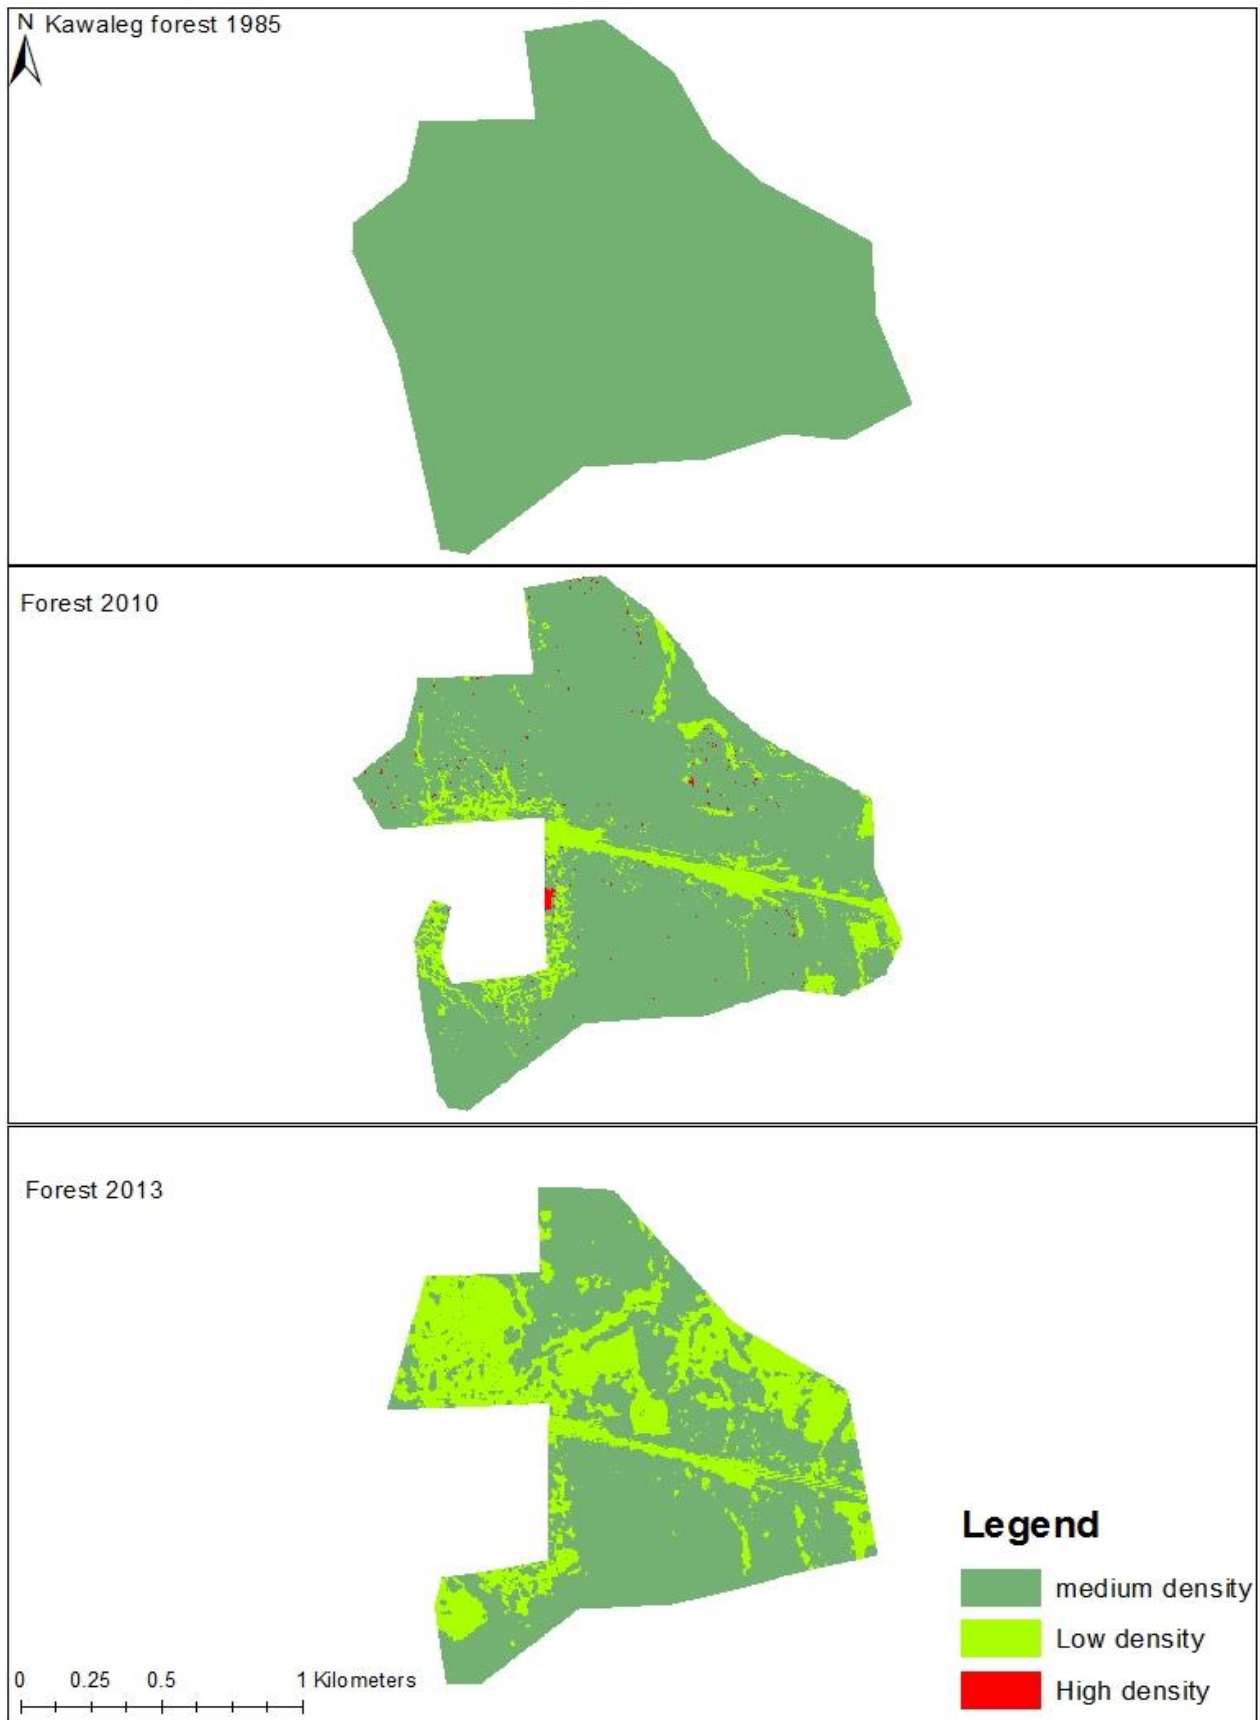 N
Kawaleg forest 1985
Forest 2010
Forest 2013
Legend
medium density
Low density
High density
0 0.25 0.5 1 Kilometers